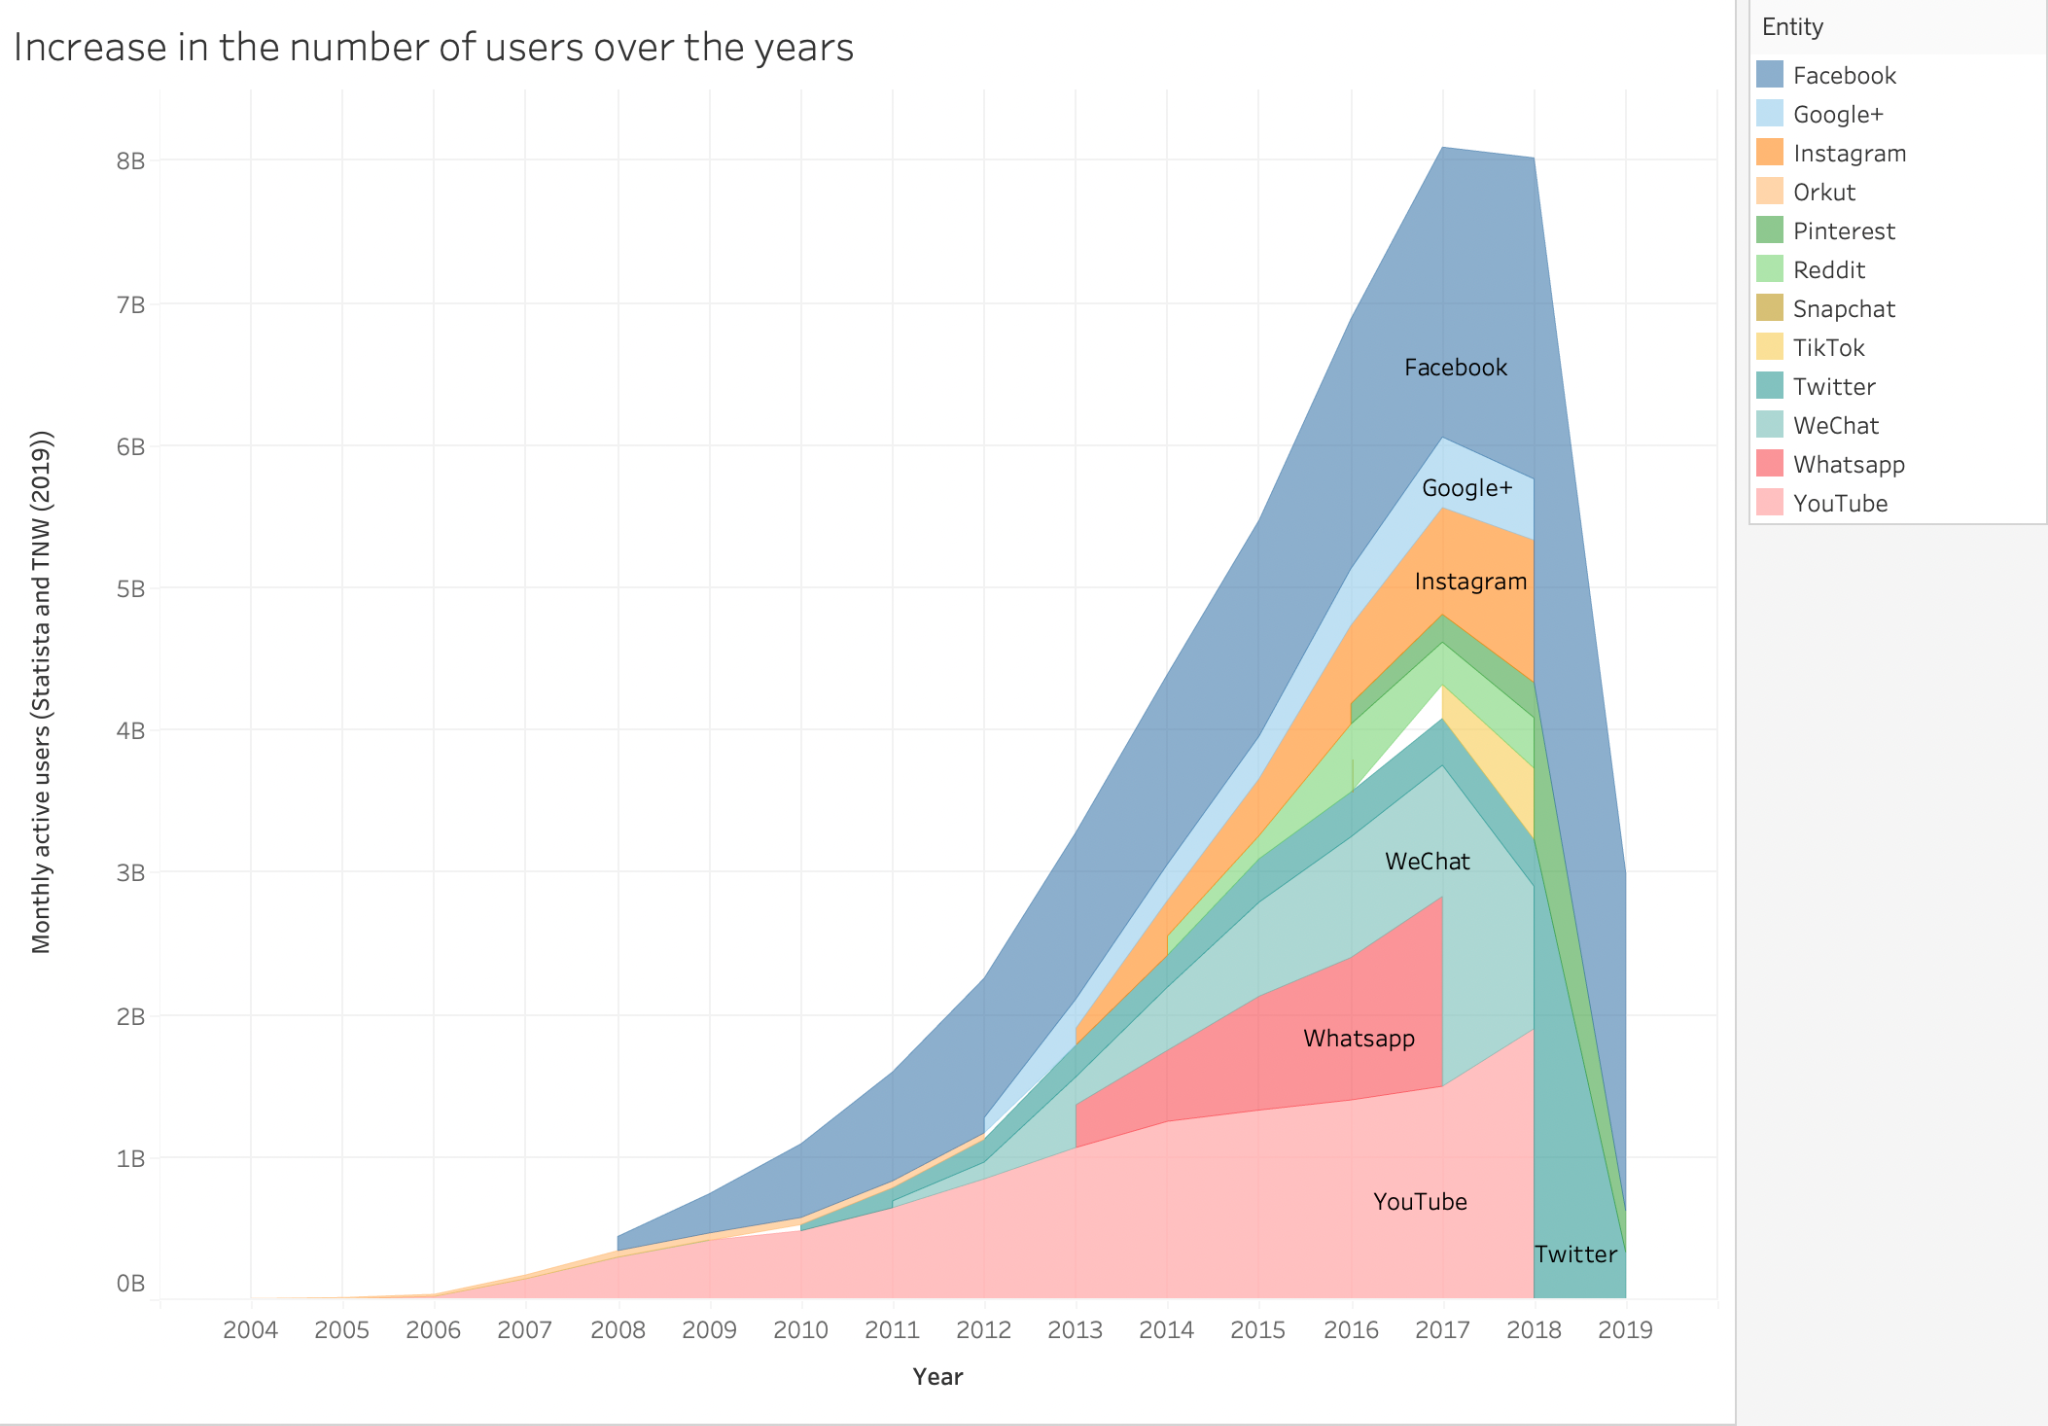 Increase in the number of users over the years
Entity
Facebook
Google+
Instagram
Orkut
Pinterest
Reddit
Snapchat
TikTok
Twitter
WeChat
Whatsapp
YouTube
Monthly active users (Statista and TNW (2019))
8B
7B
6B
5B
4B
3B
2B
1B
0B
Facebook
Google+
Instagram
WeChat
Whatsapp
YouTube
Twitter
2004 2005 2006 2007 2008 2009 2010 2011 2012 2013 2014 2015 2016 2017 2018 2019
Year